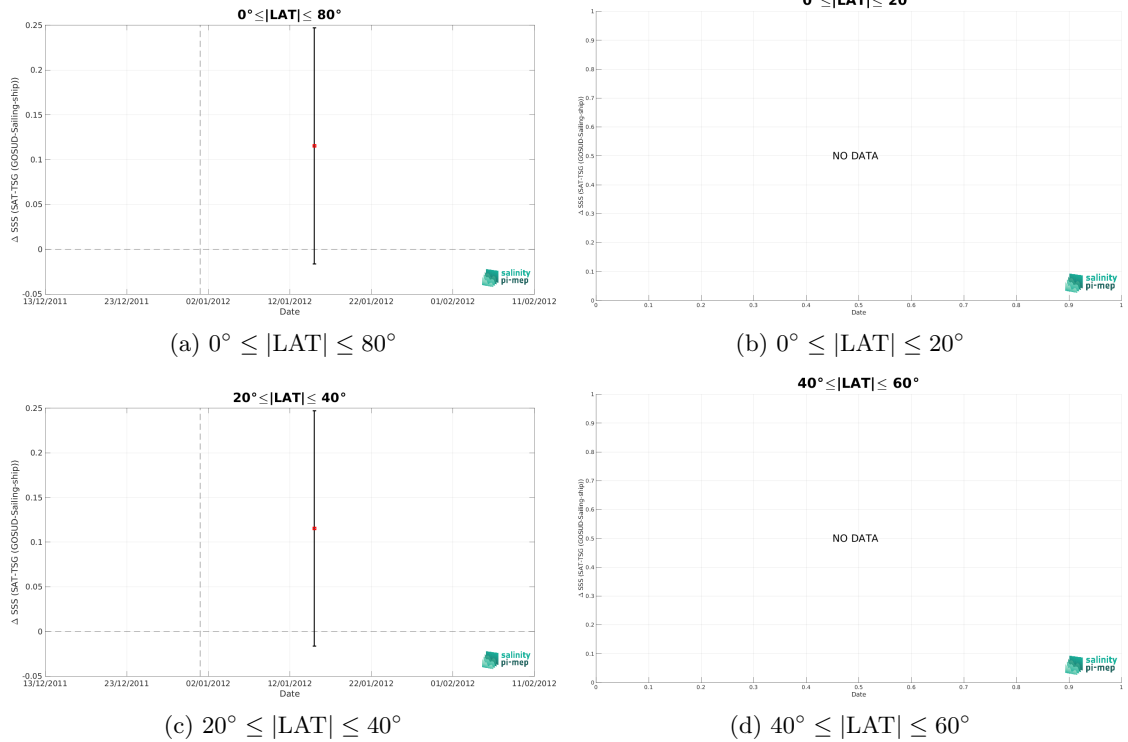 0°≤|LAT|≤ 80°
Δ SSS (SAT-TSG (GOSUD-Sailing-ship))
0.25
0.2
0.15
0.1
0.05
0
-0.05
13/12/2011 23/12/2011 02/01/2012 12/01/2012 22/01/2012 01/02/2012 11/02/2012
Date
salinity
pi-mep
(a) 0° ≤ |LAT| ≤ 80°
0°≤|LAT|≤ 20°
Δ SSS (SAT-TSG (GOSUD-Sailing-ship))
1
0.9
0.8
0.7
0.6
0.5
0.4
0.3
0.2
0.1
0
NO DATA
0 0.1 0.2 0.3 0.4 0.5 0.6 0.7 0.8 0.9 1
Date
salinity
pi-mep
(b) 0° ≤ |LAT| ≤ 20°
20°≤|LAT|≤ 40°
Δ SSS (SAT-TSG (GOSUD-Sailing-ship))
0.25
0.2
0.15
0.1
0.05
0
-0.05
13/12/2011 23/12/2011 02/01/2012 12/01/2012 22/01/2012 01/02/2012 11/02/2012
Date
salinity
pi-mep
(c) 20° ≤ |LAT| ≤ 40°
40°≤|LAT|≤ 60°
Δ SSS (SAT-TSG (GOSUD-Sailing-ship))
1
0.9
0.8
0.7
0.6
0.5
0.4
0.3
0.2
0.1
0
NO DATA
0 0.1 0.2 0.3 0.4 0.5 0.6 0.7 0.8 0.9 1
Date
salinity
pi-mep
(d) 40° ≤ |LAT| ≤ 60°